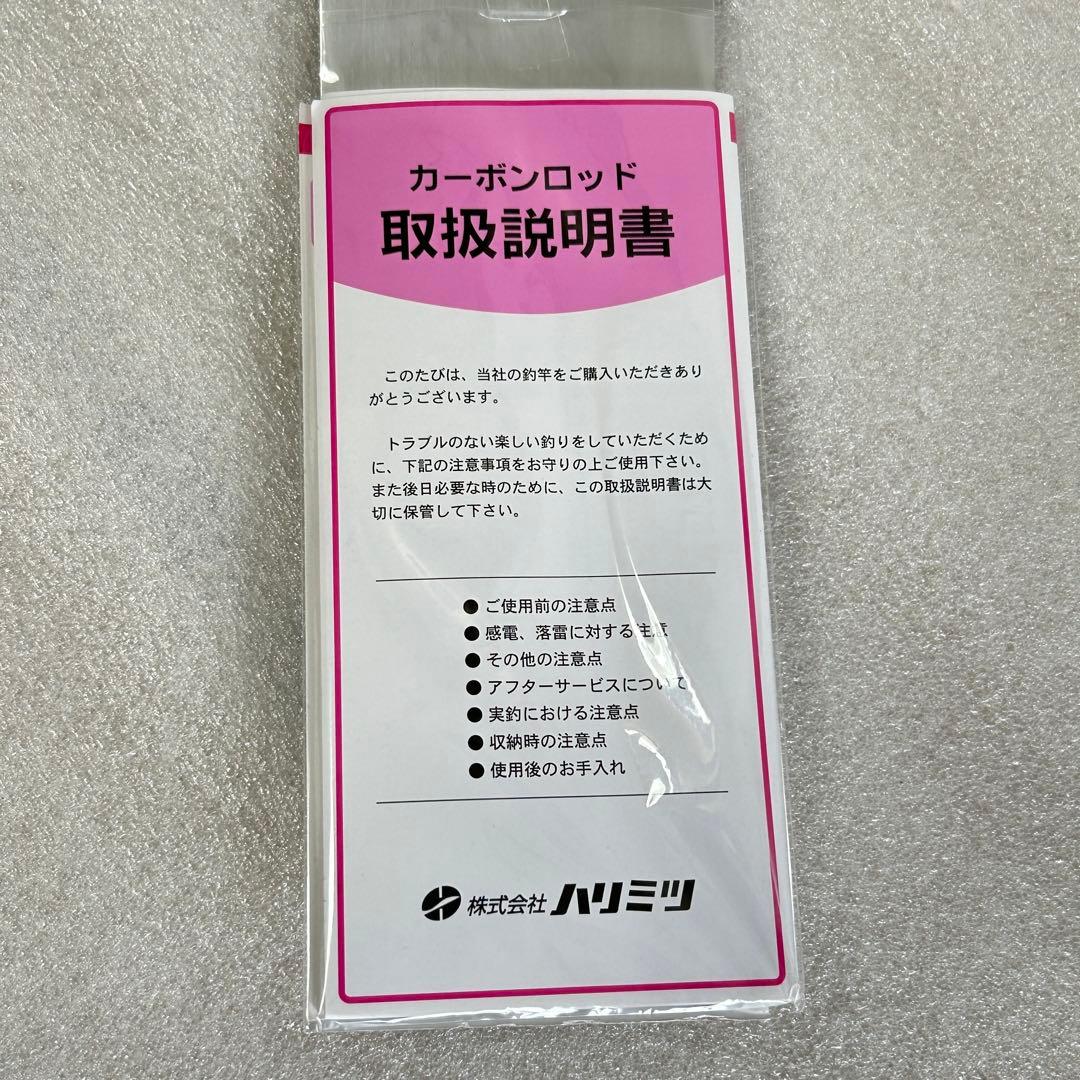 カーボンロッド
取扱説明書
このたびは、当社の釣竿をご購入いただきあり
がとうございます。
トラブルのない楽しい釣りをしていただくため
に、下記の注意事項をお守りの上ご使用下さい。
また後日必要な時のために、この取扱説明書は大
切に保管して下さい。
● ご使用前の注意点
● 感電、落雷に対する注意
● その他の注意点
● アフターサービスについて
● 実釣における注意点
● 収納時の注意点
● 使用後のお手入れ
株式会社 ハリミツ